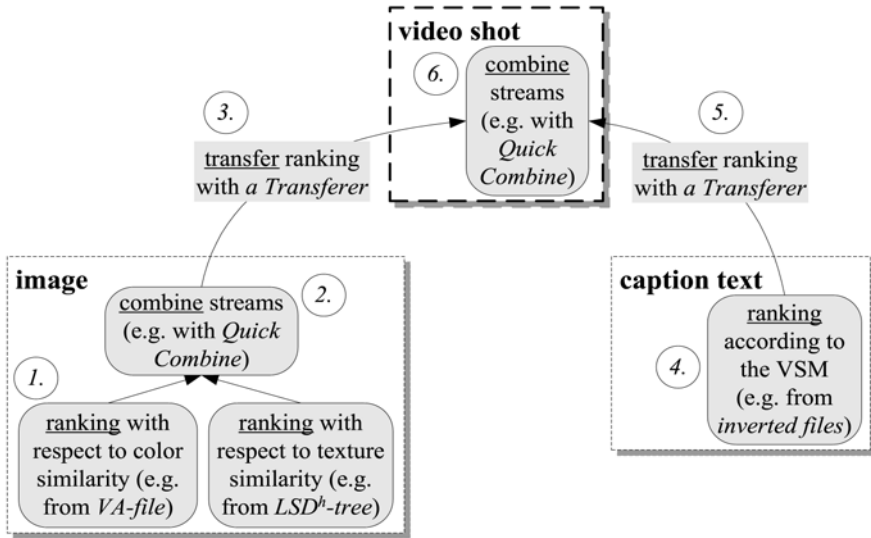 video shot
6.
combine
streams
(e.g. with
Quick
Combine)
3.
transfer ranking
with a Transferer
5.
transfer ranking
with a Transferer
image
combine streams
(e.g. with Quick
Combine)
2.
1.
ranking with
respect to color
similarity (e.g.
from VA-file)
ranking with
respect to texture
similarity (e.g.
from LSDʰ-tree)
caption text
4.
ranking
according to
the VSM
(e.g. from
inverted files)